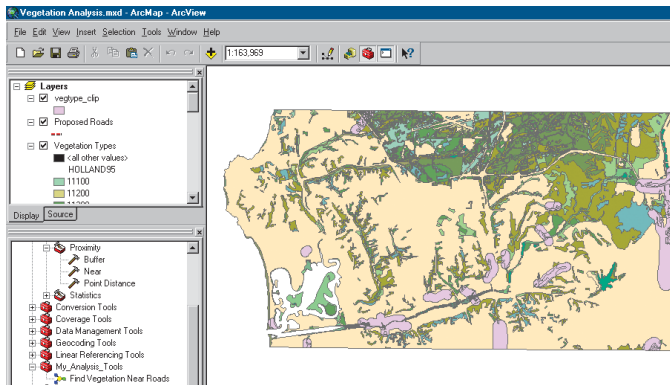 Vegetation Analysis.mxd - ArcMap - ArcView
File Edit View Insert Selection Tools Window Help
1:163,969
Layers
vegtype_clip
Proposed Roads
Vegetation Types
<all other values>
HOLLAND95
11100
11200
11300
Display Source
Proximity
Buffer
Near
Point Distance
Statistics
Conversion Tools
Coverage Tools
Data Management Tools
Geocoding Tools
Linear Referencing Tools
My_Analysis_Tools
Find Vegetation Near Roads